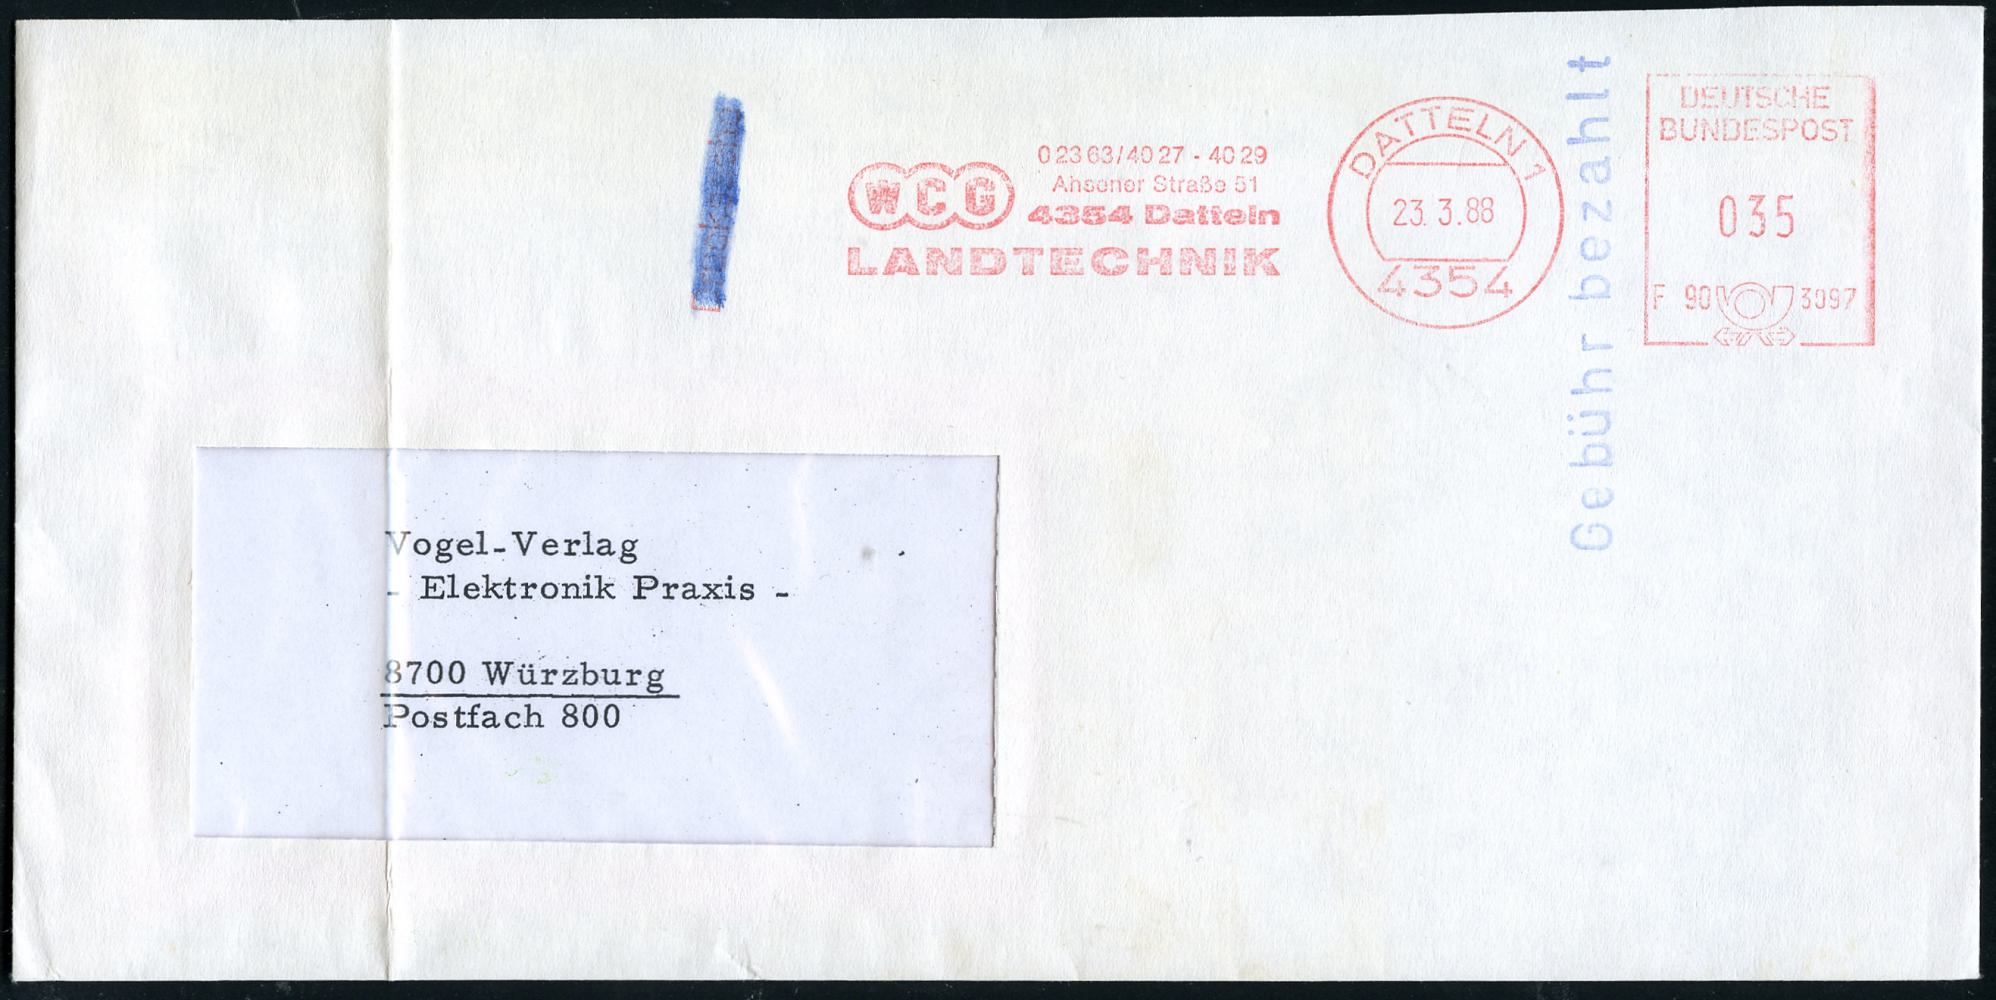 WCG
0 23 63/40 27 - 40 29
Ahsener Straße 51
4354 Datteln
LANDTECHNIK
DATTELN 1
23. 3. 88
4354
Gebühr bezahlt
DEUTSCHE
BUNDESPOST
035
F 90 3097
Vogel-Verlag
- Elektronik Praxis -
8700 Würzburg
Postfach 800